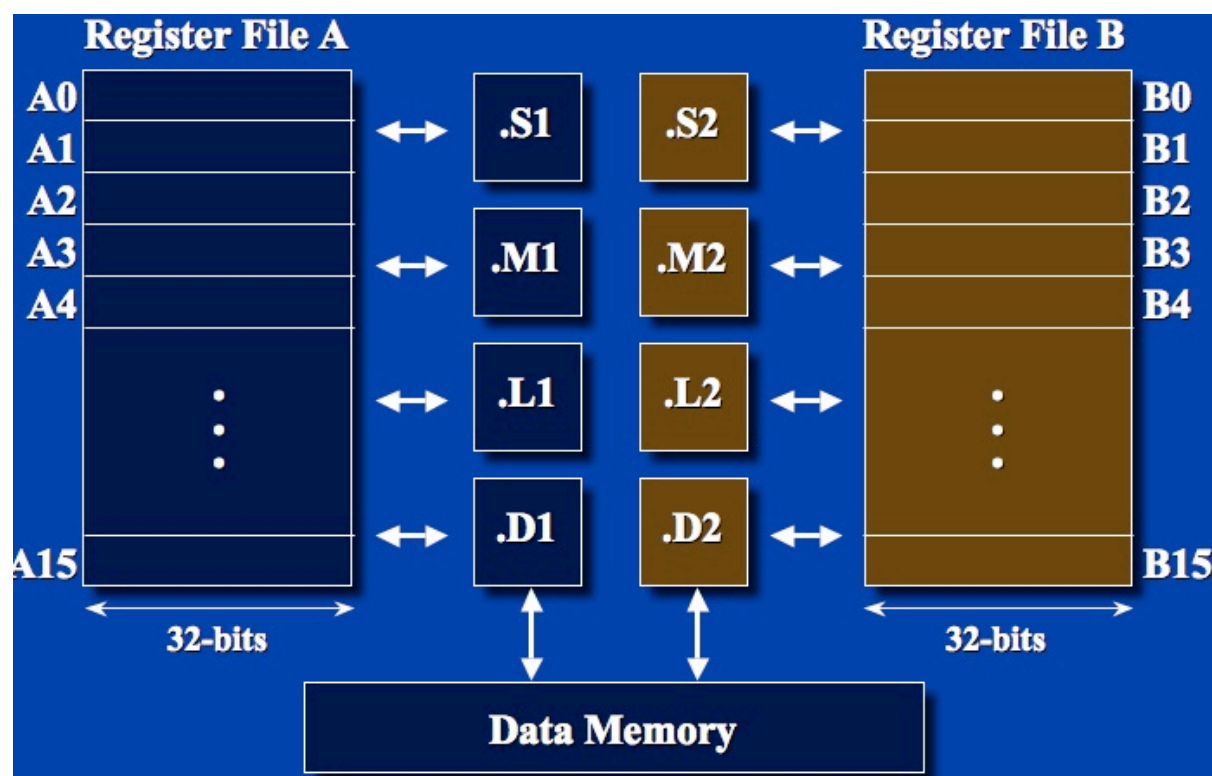 Register File A
Register File B
A0
.S1
.S2
B0
A1
B1
A2
B2
A3
.M1
.M2
B3
A4
B4
.L1
.L2
.D1
.D2
A15
B15
32-bits
32-bits
Data Memory